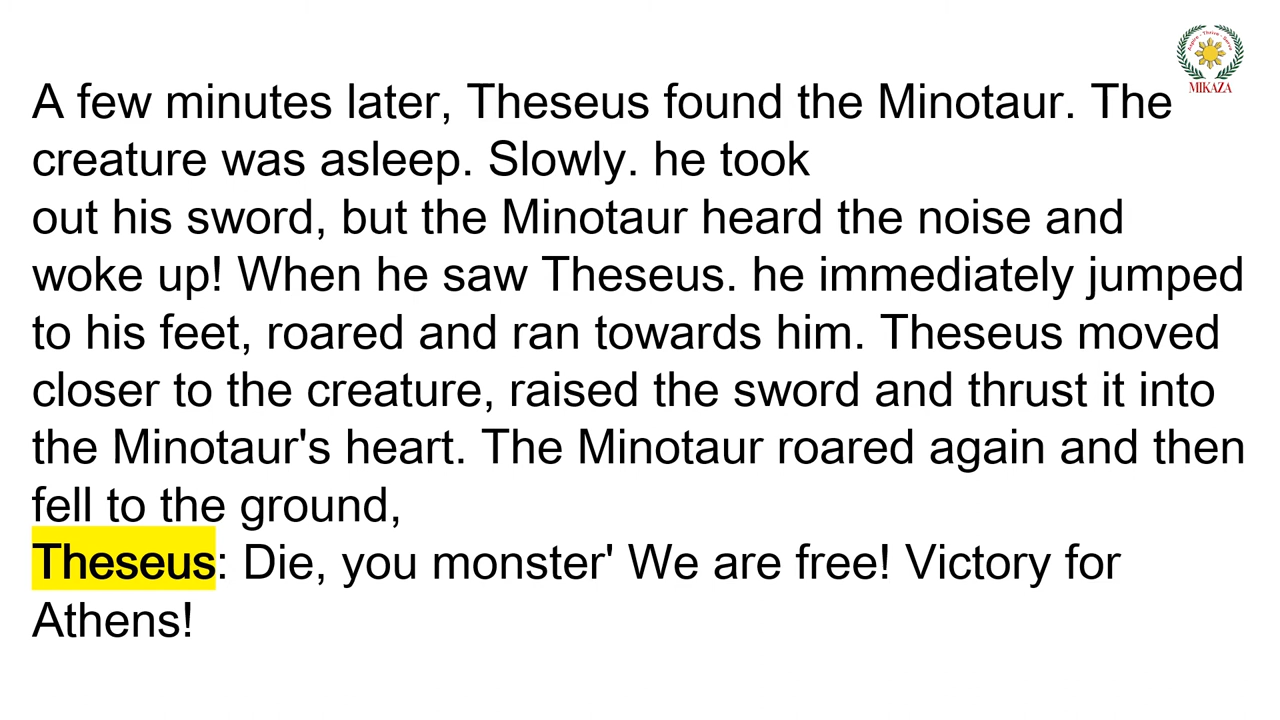 A few minutes later, Theseus found the Minotaur. The
creature was asleep. Slowly. he took
out his sword, but the Minotaur heard the noise and
woke up! When he saw Theseus. he immediately jumped
to his feet, roared and ran towards him. Theseus moved
closer to the creature, raised the sword and thrust it into
the Minotaur's heart. The Minotaur roared again and then
fell to the ground,
Theseus: Die, you monster' We are free! Victory for
Athens!
MIKAZA